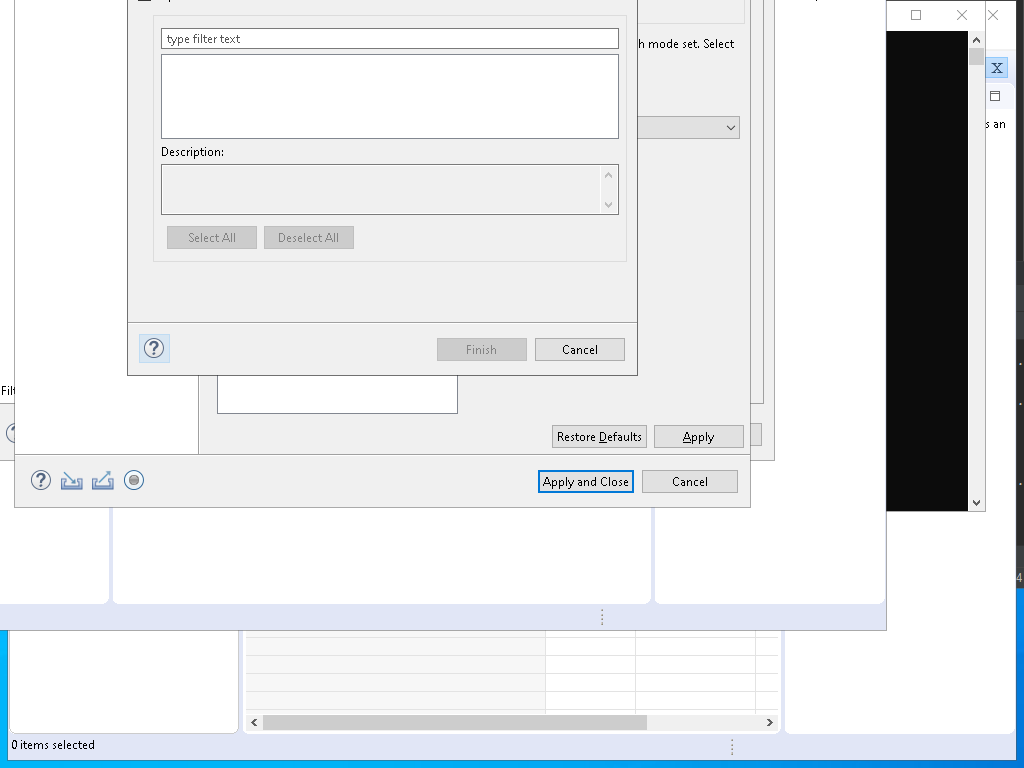 type filter text
h mode set. Select
X
s an
Description:
Select All
Deselect All
Finish
Cancel
Filt
Restore Defaults
Apply
Apply and Close
Cancel
4
0 items selected